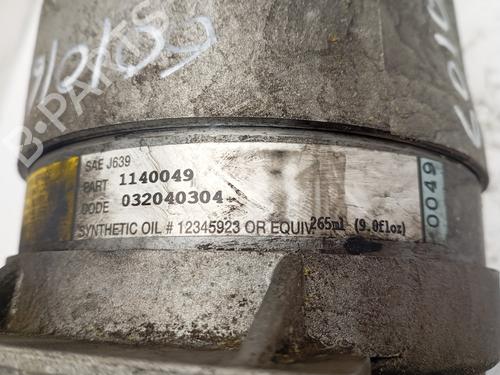 SAE J639
PART 1140049
CODE 032040304
SYNTHETIC OIL # 12345923 OR EQUIV. 265ml (9.0floz)
0049
B-PARTS